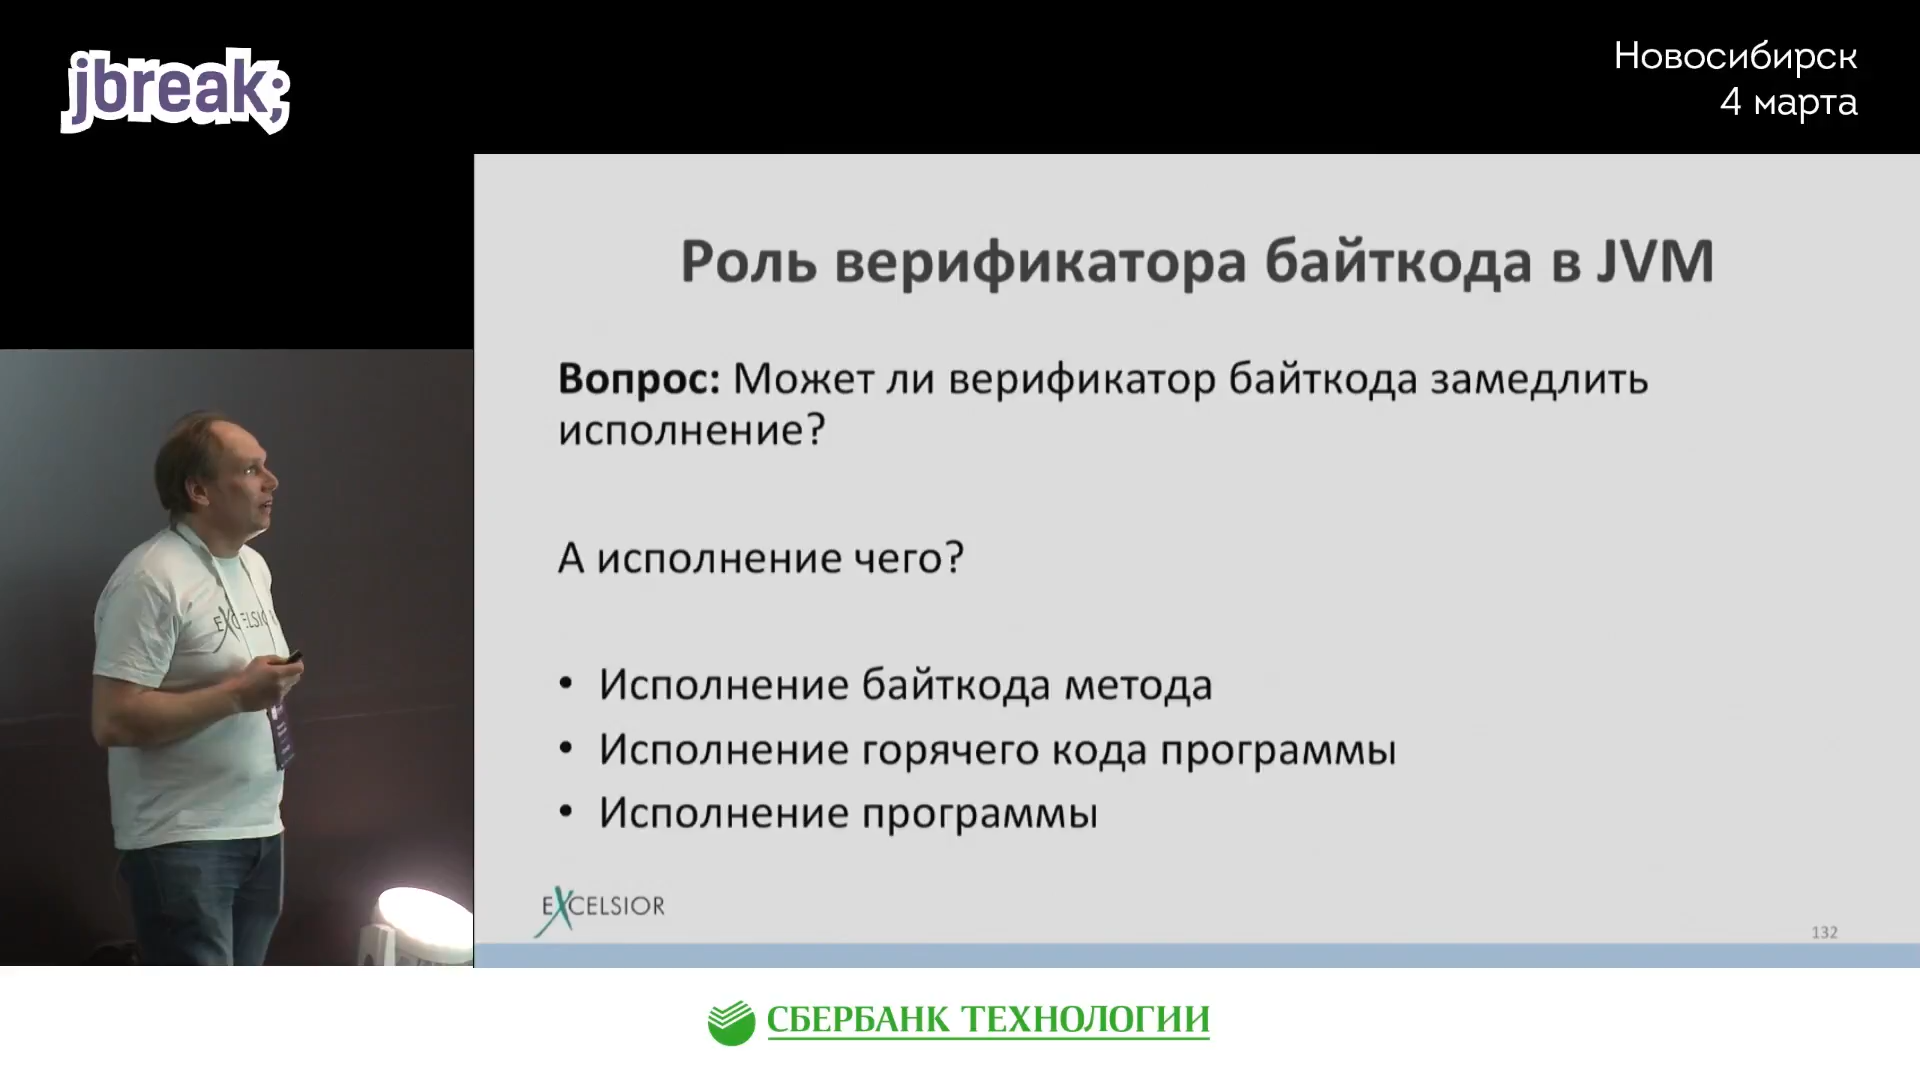 jbreak;
Новосибирск
4 марта
Роль верификатора байткода в JVM
Вопрос: Может ли верификатор байткода замедлить
исполнение?
А исполнение чего?
• Исполнение байткода метода
• Исполнение горячего кода программы
• Исполнение программы
EXCELSIOR
132
EXCELSIOR
СБЕРБАНК ТЕХНОЛОГИИ